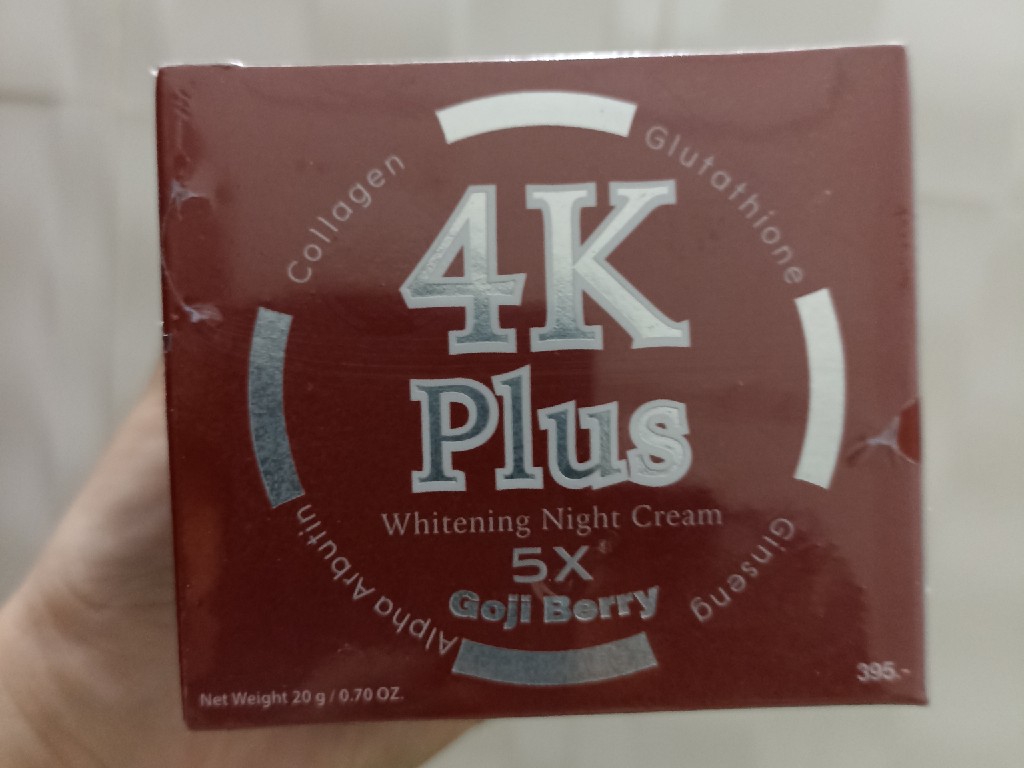 Collagen
Glutathione
4K
Plus
Whitening Night Cream
5X
Goji Berry
Alpha Arbutin
Ginseng
Net Weight 20 g / 0.70 OZ.
395.-